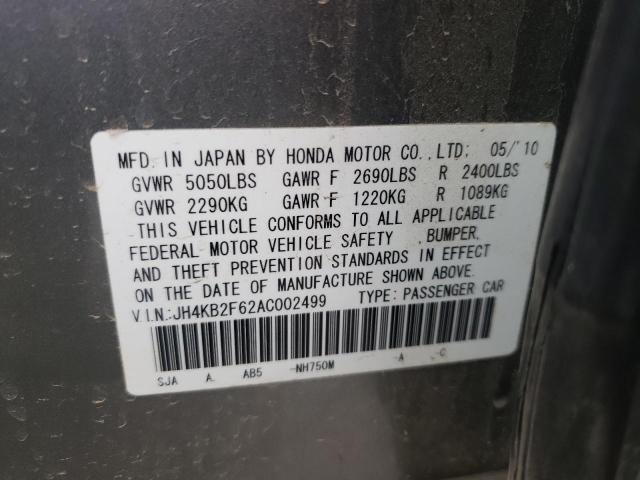 MFD. IN JAPAN BY HONDA MOTOR CO.,LTD: 05/'10
GVWR 5050LBS GAWR F 2690LBS R 2400LBS
GVWR 2290KG GAWR F 1220KG R 1089KG
THIS VEHICLE CONFORMS TO ALL APPLICABLE
FEDERAL MOTOR VEHICLE SAFETY ,BUMPER,
AND THEFT PREVENTION STANDARDS IN EFFECT
ON THE DATE OF MANUFACTURE SHOWN ABOVE.
V.I.N.:JH4KB2F62AC002499 TYPE: PASSENGER CAR
SJA A. AB5 -NH750M -A -C